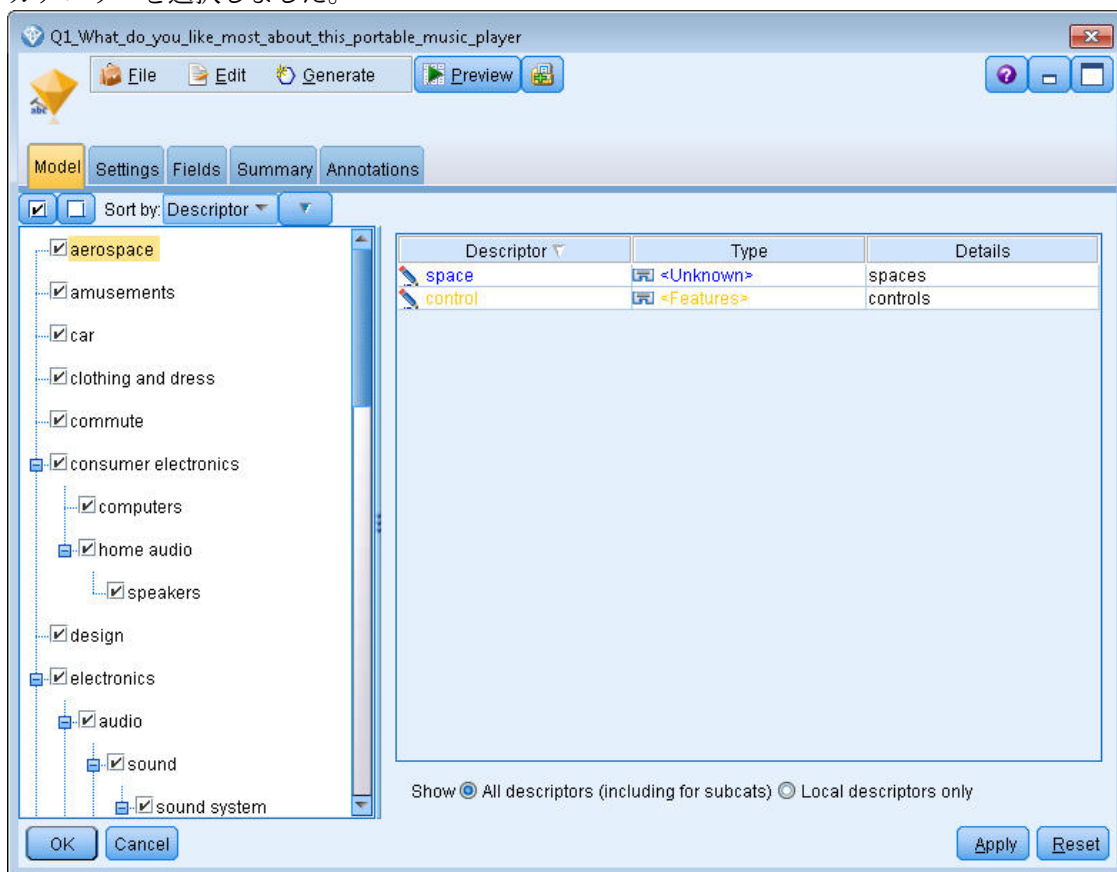 Q1_What_do_you_like_most_about_this_portable_music_player
File Edit Generate Preview
abc
Model Settings Fields Summary Annotations
Sort by: Descriptor
aerospace
amusements
car
clothing and dress
commute
consumer electronics
computers
home audio
speakers
design
electronics
audio
sound
sound system
Descriptor Type Details
space <Unknown> spaces
control <Features> controls
Show All descriptors (including for subcats) Local descriptors only
OK Cancel Apply Reset